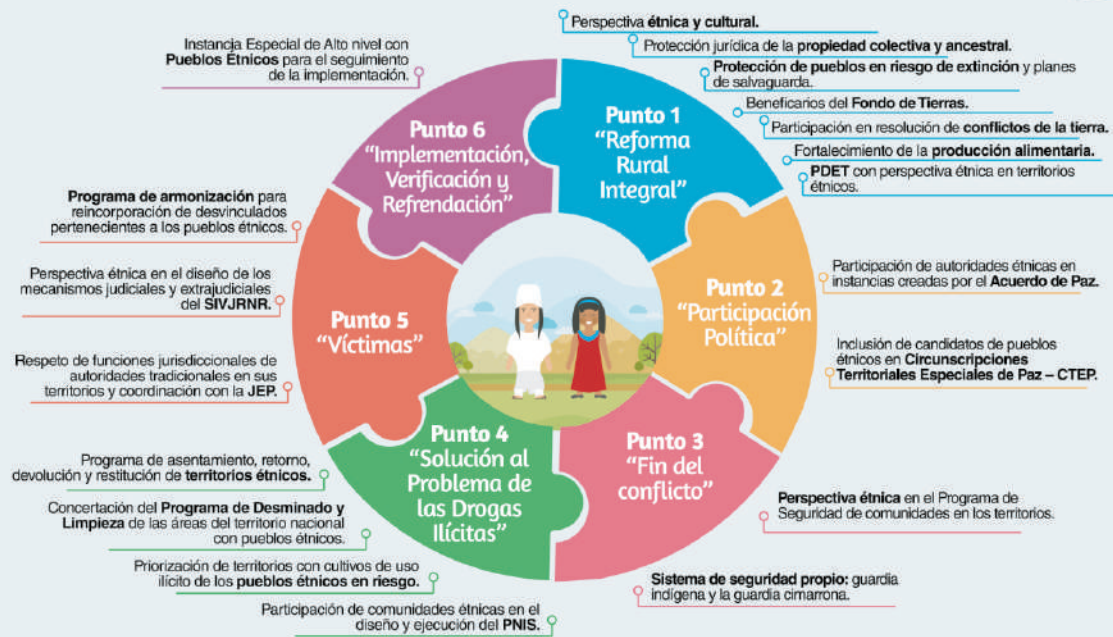 Perspectiva étnica y cultural.
Protección jurídica de la propiedad colectiva y ancestral.
Protección de pueblos en riesgo de extinción y planes
de salvaguarda.
Beneficiarios del Fondo de Tierras.
Participación en resolución de conflictos de la tierra.
Fortalecimiento de la producción alimentaria.
PDET con perspectiva étnica en territorios
étnicos.
Punto 1
“Reforma
Rural
Integral”
Participación de autoridades étnicas en
instancias creadas por el Acuerdo de Paz.
Inclusión de candidatos de pueblos
étnicos en Circunscripciones
Territoriales Especiales de Paz – CTEP.
Punto 2
“Participación
Política”
Perspectiva étnica en el Programa de
Seguridad de comunidades en los territorios.
Sistema de seguridad propio: guardia
indígena y la guardia cimarrona.
Punto 3
“Fin del
conflicto”
Punto 4
“Solución al
Problema de
las Drogas
Ilícitas”
Programa de asentamiento, retorno,
devolución y restitución de territorios étnicos.
Concertación del Programa de Desminado y
Limpieza de las áreas del territorio nacional
con pueblos étnicos.
Priorización de territorios con cultivos de uso
ilícito de los pueblos étnicos en riesgo.
Participación de comunidades étnicas en el
diseño y ejecución del PNIS.
Punto 5
“Víctimas”
Programa de armonización para
reincorporación de desvinculados
pertenecientes a los pueblos étnicos.
Perspectiva étnica en el diseño de los
mecanismos judiciales y extrajudiciales
del SIVJRNR.
Respeto de funciones jurisdiccionales de
autoridades tradicionales en sus
territorios y coordinación con la JEP.
Punto 6
“Implementación,
Verificación y
Refrendación”
Instancia Especial de Alto nivel con
Pueblos Étnicos para el seguimiento
de la implementación.